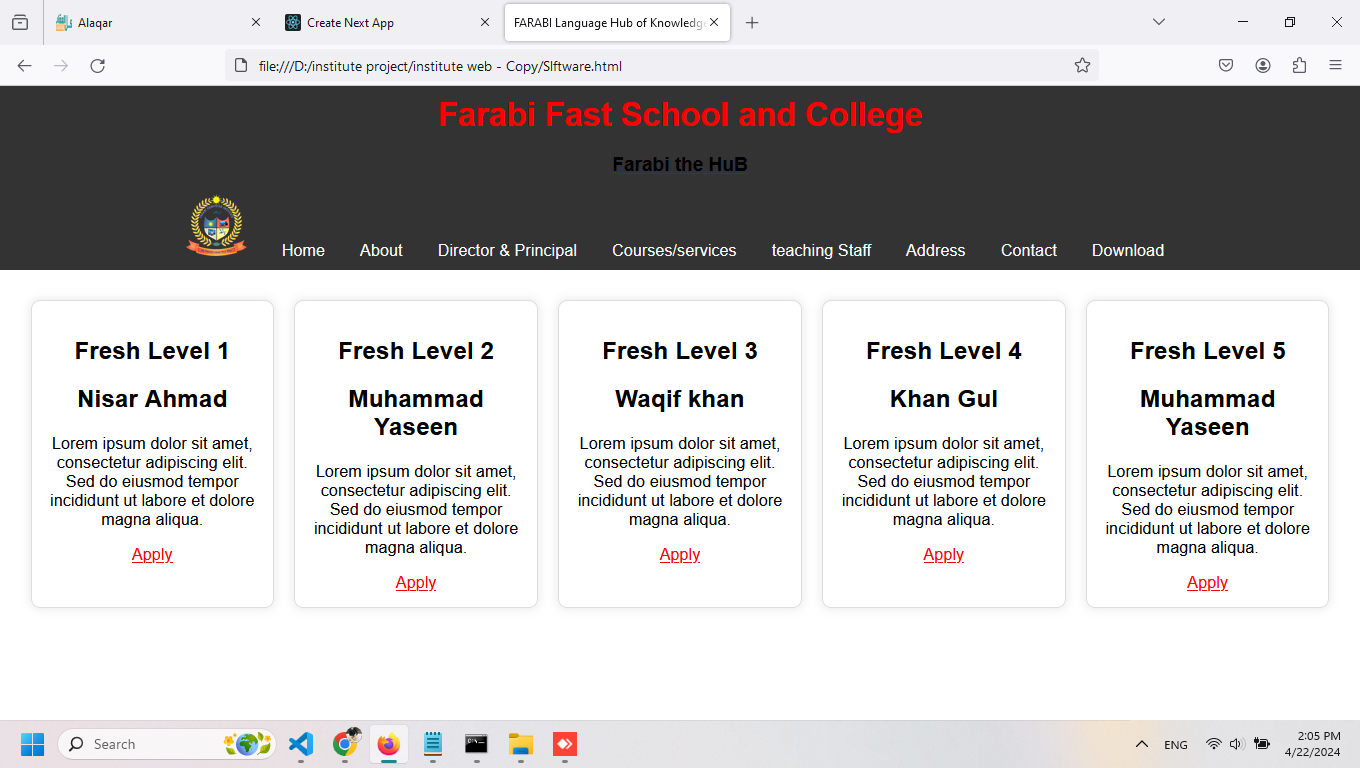 Alaqar
Create Next App
FARABI Language Hub of Knowledge
file:///D:/institute project/institute web - Copy/Slftware.html
Farabi Fast School and College
Farabi the HuB
Home About Director & Principal Courses/services teaching Staff Address Contact Download
Fresh Level 1
Nisar Ahmad
Lorem ipsum dolor sit amet,
consectetur adipiscing elit.
Sed do eiusmod tempor
incididunt ut labore et dolore
magna aliqua.
Apply
Fresh Level 2
Muhammad
Yaseen
Lorem ipsum dolor sit amet,
consectetur adipiscing elit.
Sed do eiusmod tempor
incididunt ut labore et dolore
magna aliqua.
Apply
Fresh Level 3
Waqif khan
Lorem ipsum dolor sit amet,
consectetur adipiscing elit.
Sed do eiusmod tempor
incididunt ut labore et dolore
magna aliqua.
Apply
Fresh Level 4
Khan Gul
Lorem ipsum dolor sit amet,
consectetur adipiscing elit.
Sed do eiusmod tempor
incididunt ut labore et dolore
magna aliqua.
Apply
Fresh Level 5
Muhammad
Yaseen
Lorem ipsum dolor sit amet,
consectetur adipiscing elit.
Sed do eiusmod tempor
incididunt ut labore et dolore
magna aliqua.
Apply
Search
ENG
2:05 PM
4/22/2024